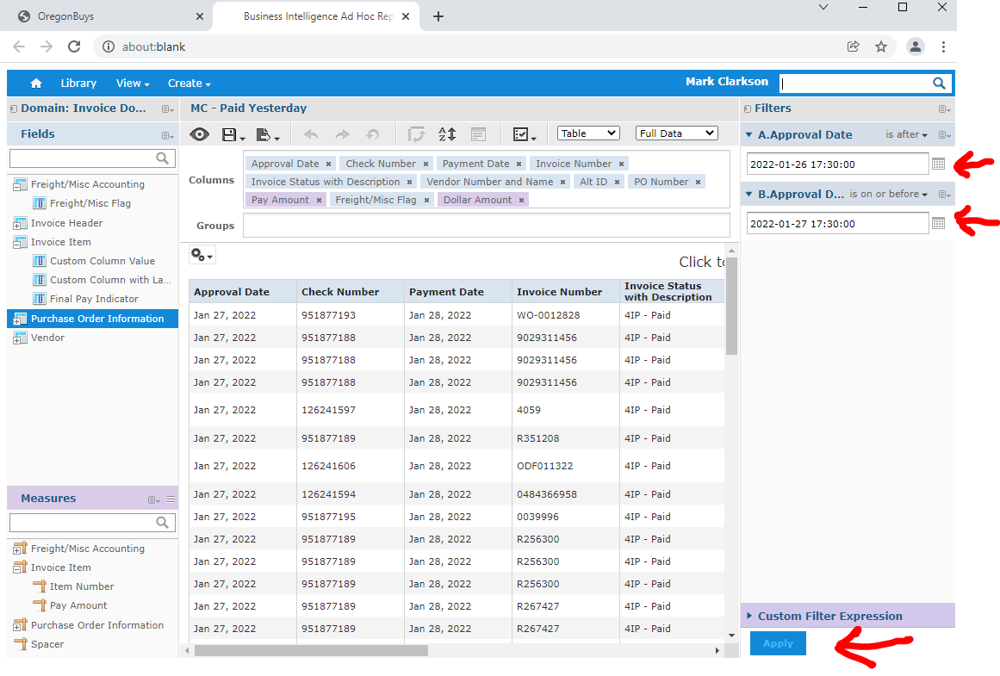 OregonBuys
Business Intelligence Ad Hoc Rep
about:blank
Library View Create
Mark Clarkson
Domain: Invoice Do...
MC - Paid Yesterday
Filters
Fields
Table Full Data
A.Approval Date is after
2022-01-26 17:30:00
B.Approval D... is on or before
2022-01-27 17:30:00
Columns
Approval Date × Check Number × Payment Date × Invoice Number ×
Invoice Status with Description × Vendor Number and Name × Alt ID × PO Number ×
Pay Amount × Freight/Misc Flag × Dollar Amount ×
Groups
Freight/Misc Accounting
Freight/Misc Flag
Invoice Header
Invoice Item
Custom Column Value
Custom Column with La...
Final Pay Indicator
Purchase Order Information
Vendor
Click to
Approval Date Check Number Payment Date Invoice Number Invoice Status with Description
Jan 27, 2022 951877193 Jan 28, 2022 WO-0012828 4IP - Paid
Jan 27, 2022 951877188 Jan 28, 2022 9029311456 4IP - Paid
Jan 27, 2022 951877188 Jan 28, 2022 9029311456 4IP - Paid
Jan 27, 2022 951877188 Jan 28, 2022 9029311456 4IP - Paid
Jan 27, 2022 126241597 Jan 28, 2022 4059 4IP - Paid
Jan 27, 2022 951877189 Jan 28, 2022 R351208 4IP - Paid
Jan 27, 2022 126241606 Jan 28, 2022 ODF011322 4IP - Paid
Jan 27, 2022 126241594 Jan 28, 2022 0484366958 4IP - Paid
Jan 27, 2022 951877195 Jan 28, 2022 0039996 4IP - Paid
Jan 27, 2022 951877189 Jan 28, 2022 R256300 4IP - Paid
Jan 27, 2022 951877189 Jan 28, 2022 R256300 4IP - Paid
Jan 27, 2022 951877189 Jan 28, 2022 R256300 4IP - Paid
Jan 27, 2022 951877189 Jan 28, 2022 R267427 4IP - Paid
Jan 27, 2022 951877189 Jan 28, 2022 R267427 4IP - Paid
Measures
Freight/Misc Accounting
Invoice Item
Item Number
Pay Amount
Purchase Order Information
Spacer
Custom Filter Expression
Apply